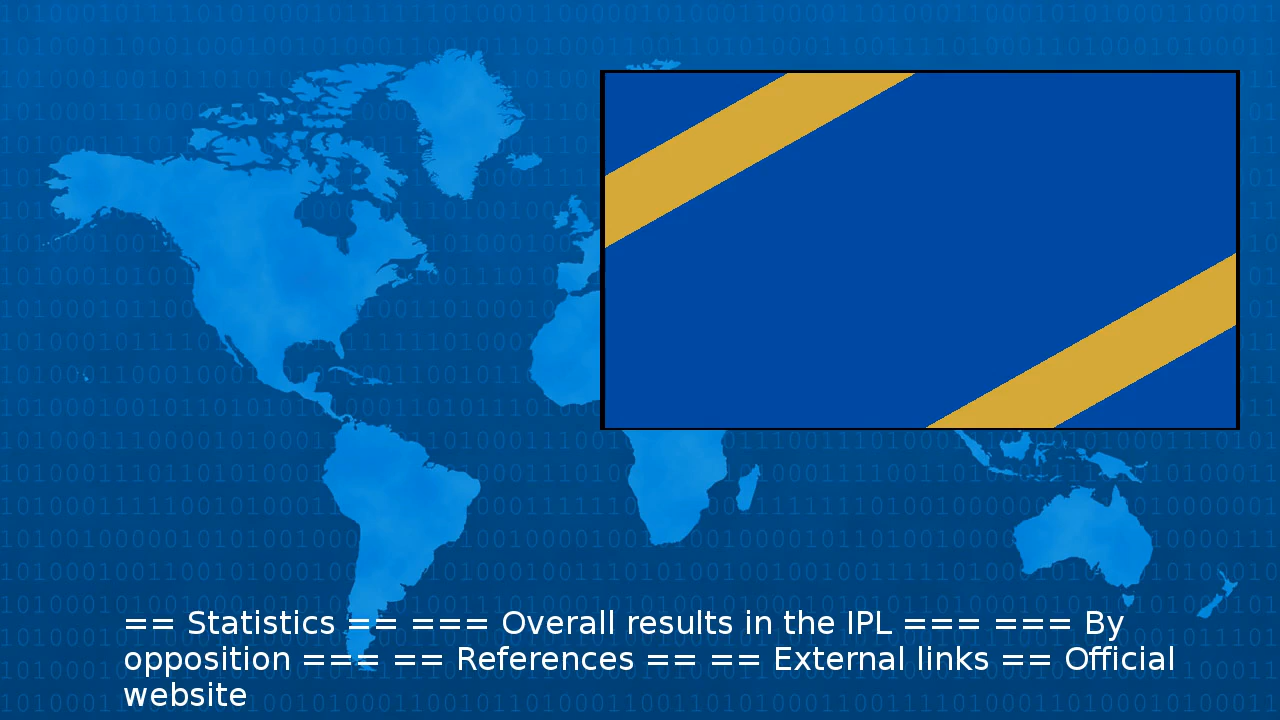 == Statistics == === Overall results in the IPL === === By
opposition === == References == == External links == Official
website